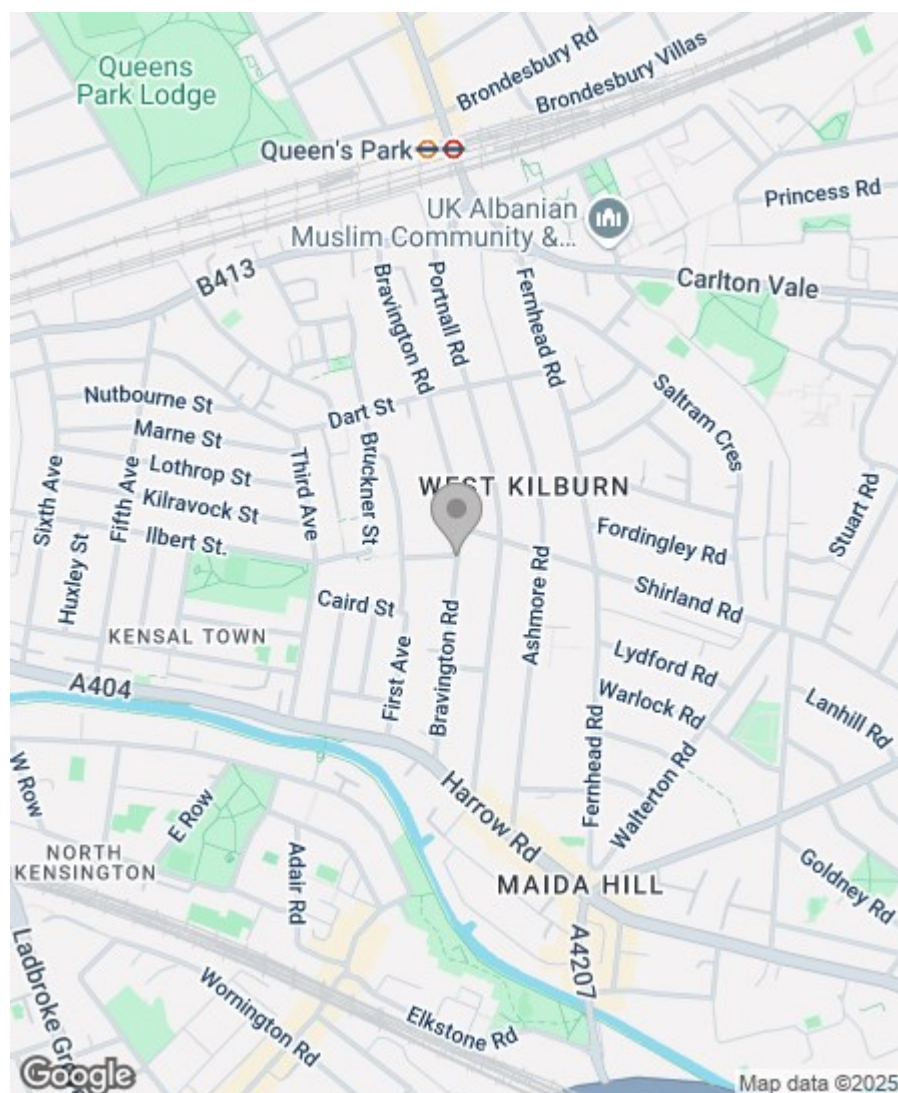 Brondesbury Rd
Brondesbury Villas
Queens
Park Lodge
Queen's Park
Princess Rd
UK Albanian
Muslim Community &...
B413
Carlton Vale
Bravington Rd
Portnall Rd
Fernhead Rd
Saltram Cres
Nutbourne St
Dart St
Marne St
Bruckner St
Lothrop St
Third Ave
WEST KILBURN
Sixth Ave
Fifth Ave
Kilravock St
Stuart Rd
Ilbert St.
Fordingley Rd
Huxley St
Ashmore Rd
Shirland Rd
Caird St
KENSAL TOWN
Bravington Rd
Lydford Rd
First Ave
A404
Warlock Rd
Lanhill Rd
Fernhead Rd
Walterton Rd
W Row
E Row
Harrow Rd
NORTH
KENSINGTON
Adair Rd
MAIDA HILL
Goldney Rd
A4207
Ladbroke Gr
Wornington Rd
Elkstone Rd
Google
Map data ©2025